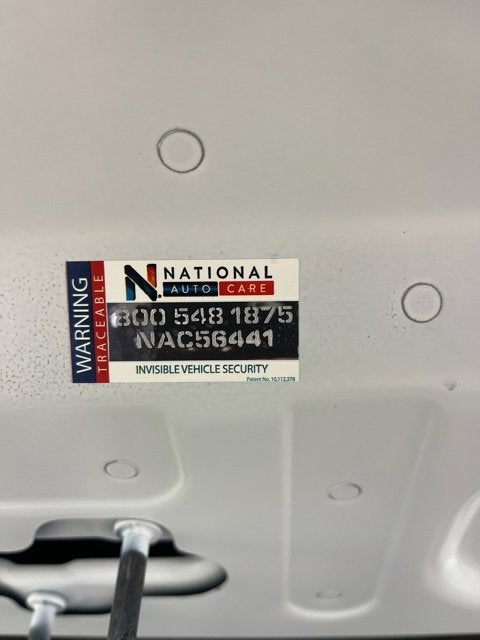 WARNING
TRACEABLE
N. NATIONAL
AUTO CARE
800 548 1875
NAC56441
INVISIBLE VEHICLE SECURITY
Patent No. 10,112,378